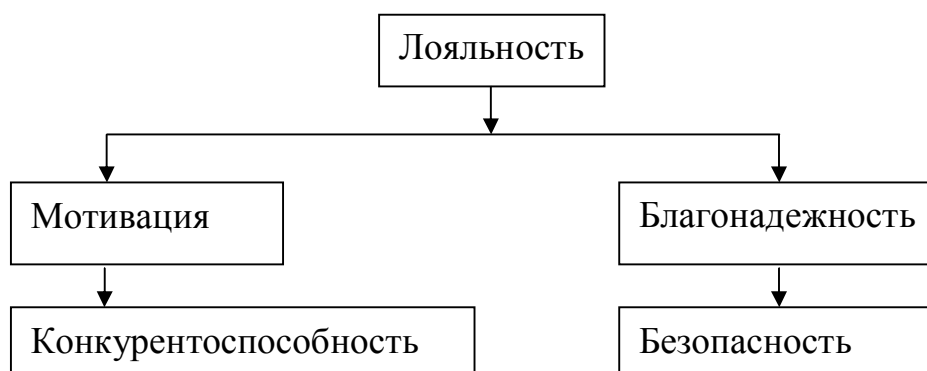 Лояльность
Мотивация
Благонадежность
Конкурентоспособность
Безопасность